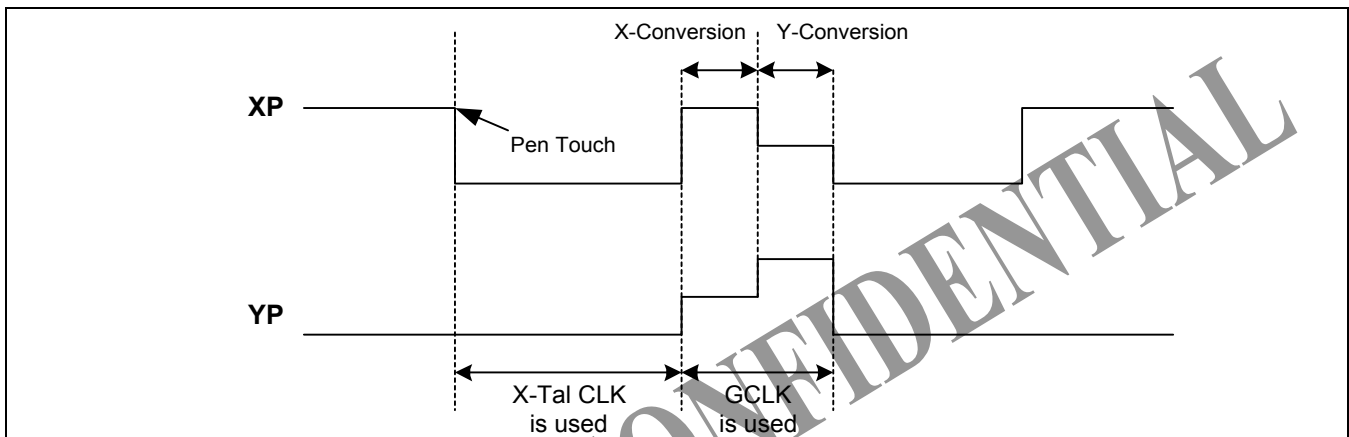 X-Conversion Y-Conversion
XP
Pen Touch
YP
X-Tal CLK
is used
GCLK
is used
CONFIDENTIAL